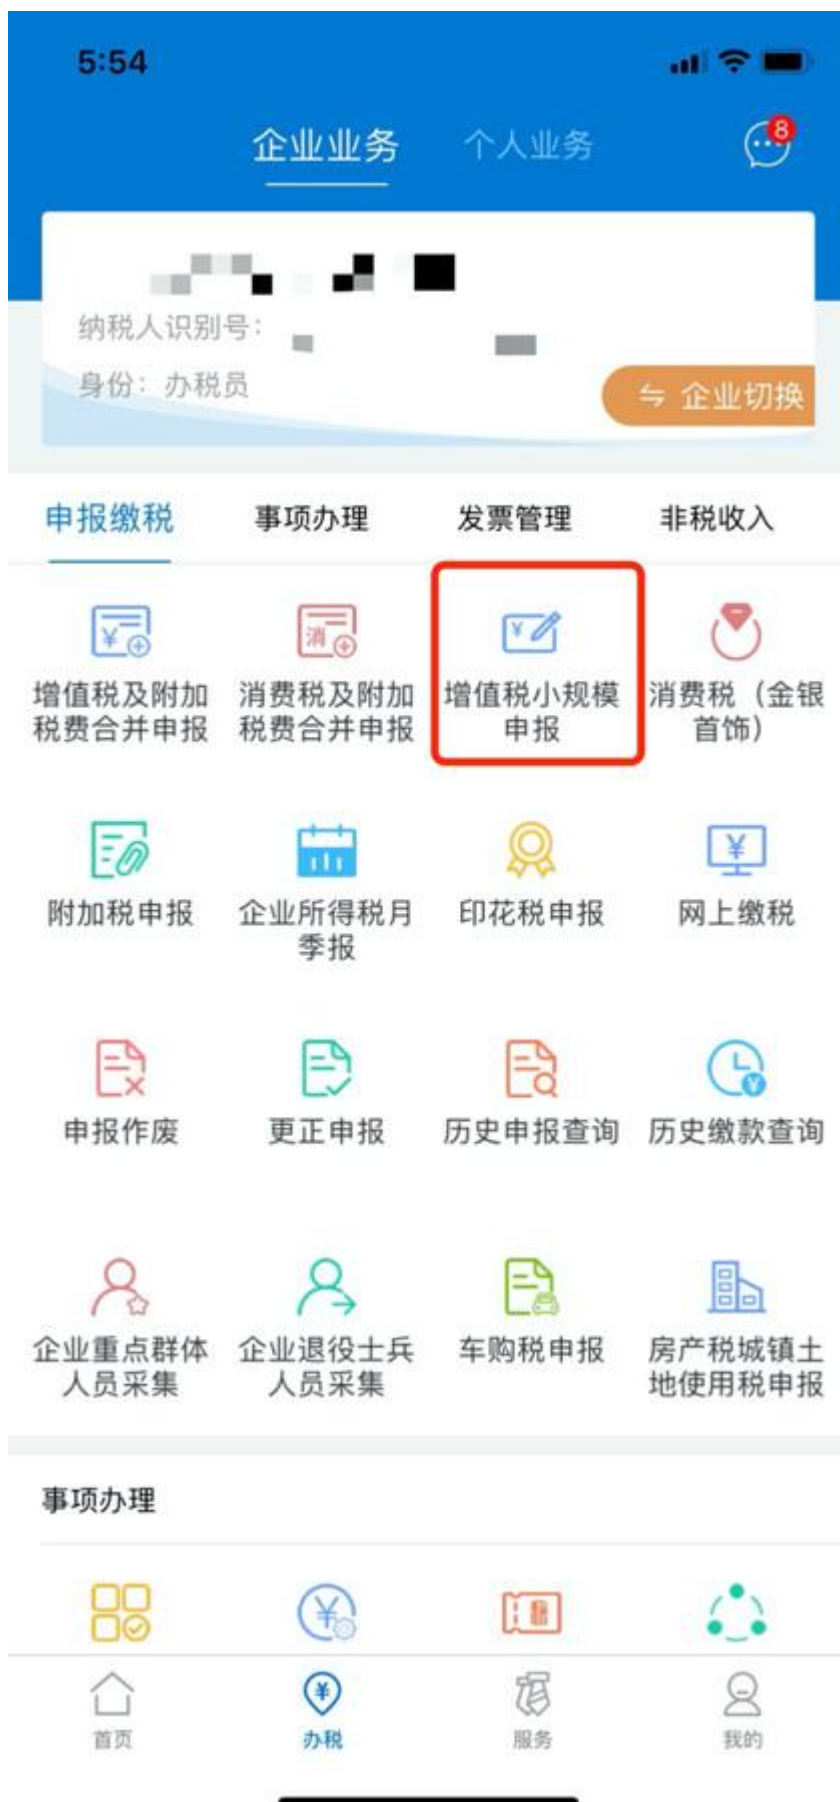 5:54
企业业务 个人业务 8
纳税人识别号：
身份：办税员
企业切换
申报缴税 事项办理 发票管理 非税收入
增值税及附加税费合并申报 消费税及附加税费合并申报 增值税小规模申报 消费税（金银首饰）
附加税申报 企业所得税月季报 印花税申报 网上缴税
申报作废 更正申报 历史申报查询 历史缴款查询
企业重点群体人员采集 企业退役士兵人员采集 车购税申报 房产税城镇土地使用税申报
事项办理
首页 办税 服务 我的